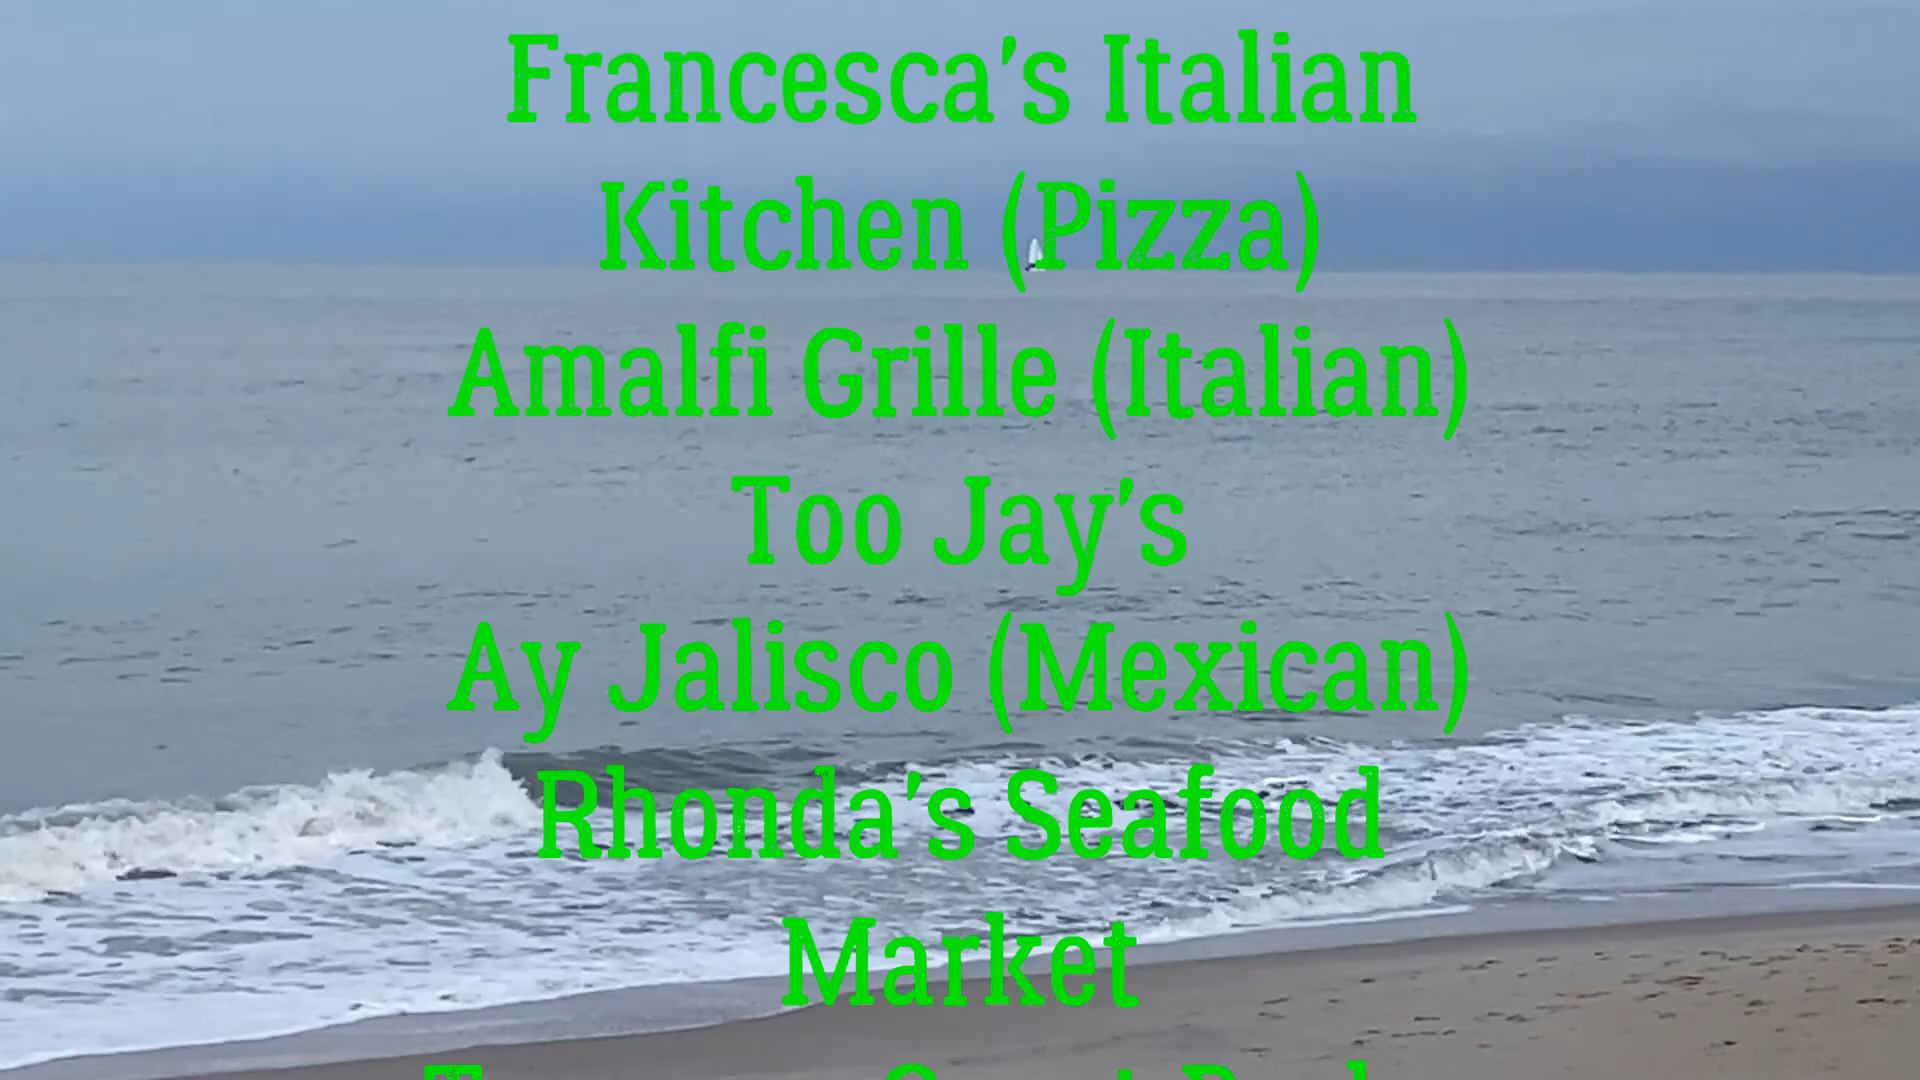 Francesca's Italian
Kitchen (Pizza)
Amalfi Grille (Italian)
Too Jay's
Ay Jalisco (Mexican)
Rhonda's Seafood
Market